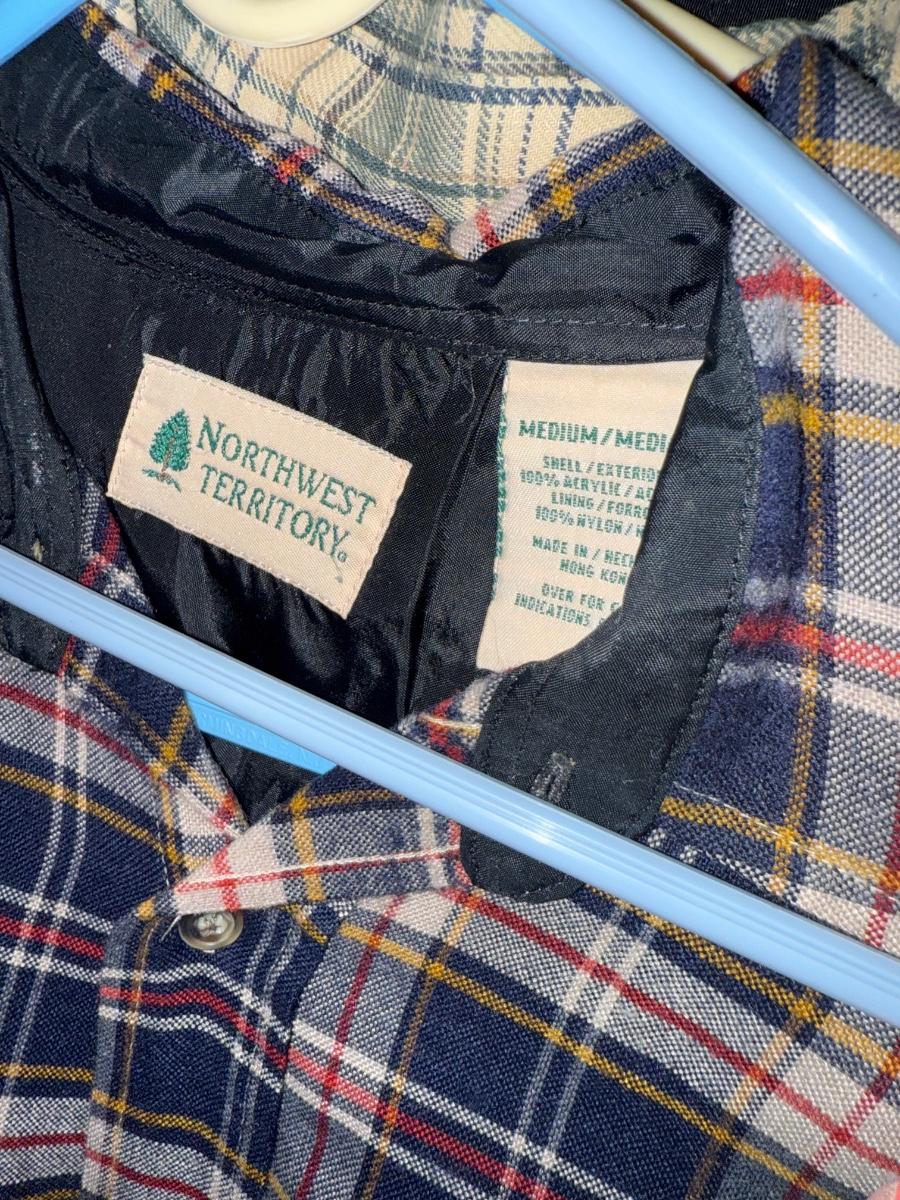 NORTHWEST
TERRITORY®
MEDIUM/MEDI
SHELL/EXTERIO
100% ACRYLIC/AC
LINING/FORRO
100% NYLON/N
MADE IN / HECH
HONG KON
OVER FOR C
INDICATIONS